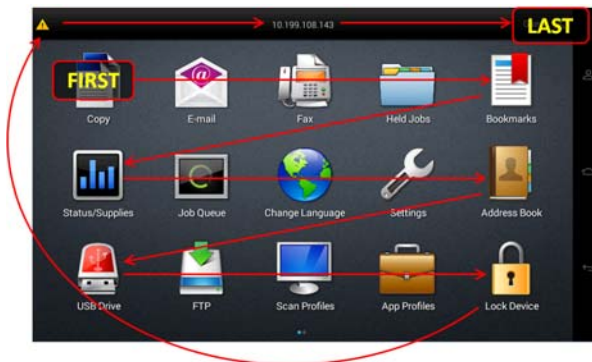 10.199.108.143
LAST
FIRST
Copy
E-mail
Fax
Held Jobs
Bookmarks
Status/Supplies
Job Queue
Change Language
Settings
Address Book
USB Drive
FTP
Scan Profiles
App Profiles
Lock Device